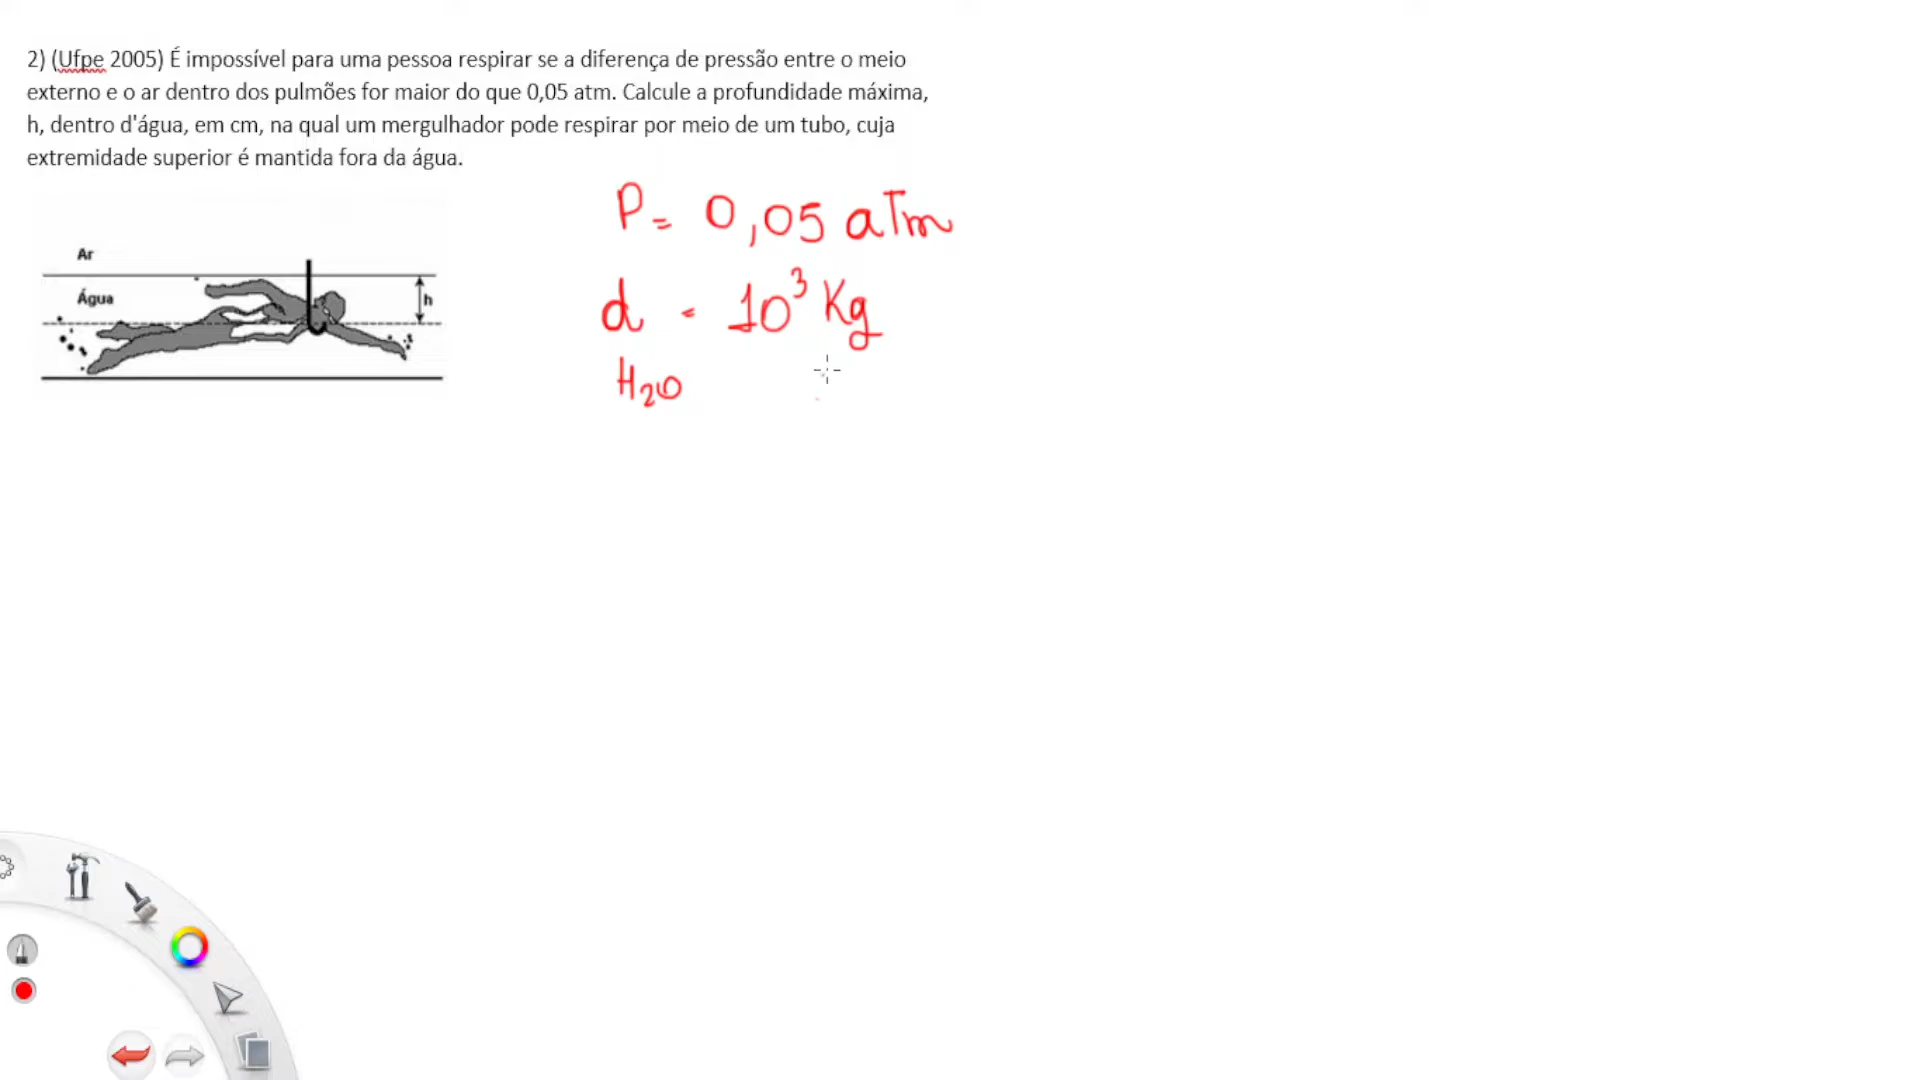 2) (Ufpe 2005) É impossível para uma pessoa respirar se a diferença de pressão entre o meio
externo e o ar dentro dos pulmões for maior do que 0,05 atm. Calcule a profundidade máxima,
h, dentro d'água, em cm, na qual um mergulhador pode respirar por meio de um tubo, cuja
extremidade superior é mantida fora da água.
P = 0,05 aTm
Ar
Água
h
d = 10³ Kg
H₂O